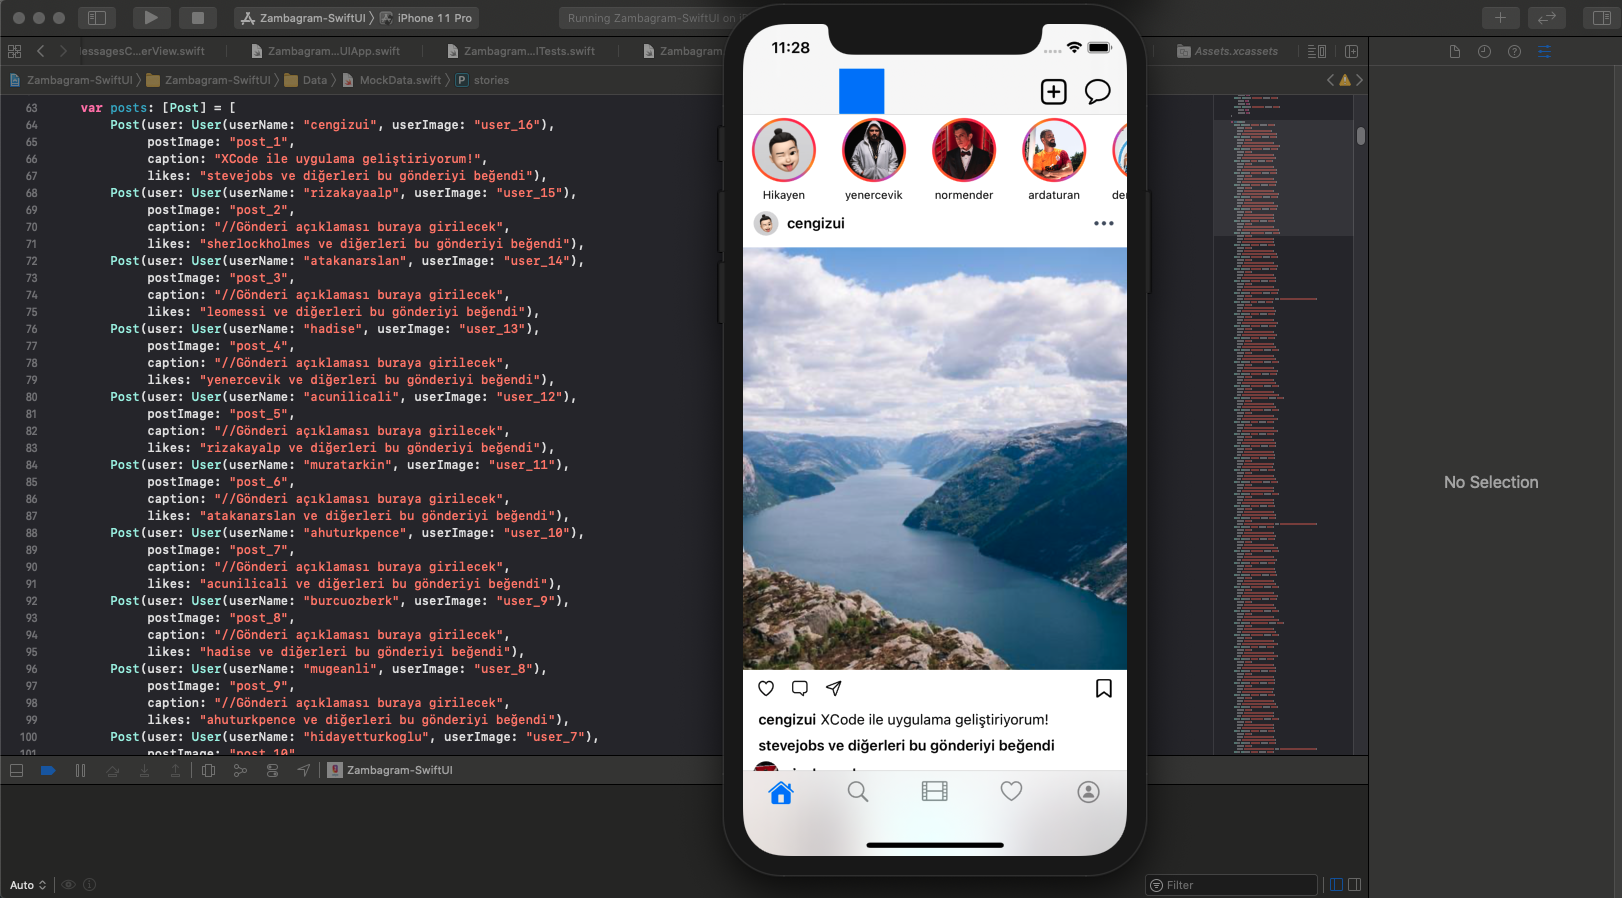 Zambagram-SwiftUI
iPhone 11 Pro
Running Zambagram-SwiftUI on
essagesC...erView.swift
Zambagram...UIApp.swift
Zambagram...ITests.swift
Zambagram
Assets.xcassets
Zambagram-SwiftUI
Zambagram-SwiftUI
Data
MockData.swift
P
stories
63 var posts: [Post] = [
64 Post(user: User(userName: "cengizui", userImage: "user_16"),
65 postImage: "post_1",
66 caption: "XCode ile uygulama geliştiriyorum!",
67 likes: "stevejobs ve diğerleri bu gönderiyi beğendi"),
68 Post(user: User(userName: "rizakayaalp", userImage: "user_15"),
69 postImage: "post_2",
70 caption: "//Gönderi açıklaması buraya girilecek",
71 likes: "sherlockholmes ve diğerleri bu gönderiyi beğendi"),
72 Post(user: User(userName: "atakanarslan", userImage: "user_14"),
73 postImage: "post_3",
74 caption: "//Gönderi açıklaması buraya girilecek",
75 likes: "leomessi ve diğerleri bu gönderiyi beğendi"),
76 Post(user: User(userName: "hadise", userImage: "user_13"),
77 postImage: "post_4",
78 caption: "//Gönderi açıklaması buraya girilecek",
79 likes: "yenercevik ve diğerleri bu gönderiyi beğendi"),
80 Post(user: User(userName: "acunilicali", userImage: "user_12"),
81 postImage: "post_5",
82 caption: "//Gönderi açıklaması buraya girilecek",
83 likes: "rizakayalp ve diğerleri bu gönderiyi beğendi"),
84 Post(user: User(userName: "muratarkin", userImage: "user_11"),
85 postImage: "post_6",
86 caption: "//Gönderi açıklaması buraya girilecek",
87 likes: "atakanarslan ve diğerleri bu gönderiyi beğendi"),
88 Post(user: User(userName: "ahuturkpence", userImage: "user_10"),
89 postImage: "post_7",
90 caption: "//Gönderi açıklaması buraya girilecek",
91 likes: "acunilicali ve diğerleri bu gönderiyi beğendi"),
92 Post(user: User(userName: "burcuozberk", userImage: "user_9"),
93 postImage: "post_8",
94 caption: "//Gönderi açıklaması buraya girilecek",
95 likes: "hadise ve diğerleri bu gönderiyi beğendi"),
96 Post(user: User(userName: "mugeanli", userImage: "user_8"),
97 postImage: "post_9",
98 caption: "//Gönderi açıklaması buraya girilecek",
99 likes: "ahuturkpence ve diğerleri bu gönderiyi beğendi"),
100 Post(user: User(userName: "hidayetturkoglu", userImage: "user_7"),
101 postImage: "post_10",
11:28
Hikayen
yenercevik
normender
ardaturan
der
cengizui
cengizui XCode ile uygulama geliştiriyorum!
stevejobs ve diğerleri bu gönderiyi beğendi
No Selection
Zambagram-SwiftUI
Auto
Filter